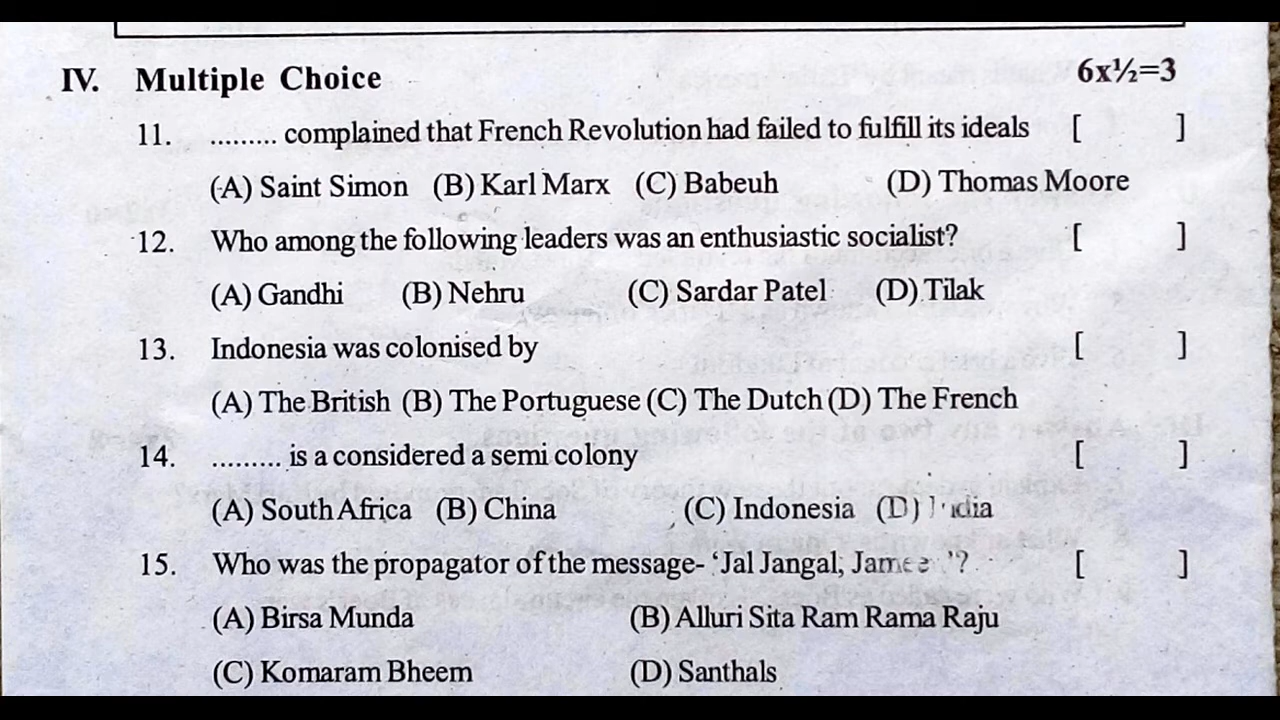 IV. Multiple Choice 6x½=3
11. ......... complained that French Revolution had failed to fulfill its ideals [ ]
(A) Saint Simon (B) Karl Marx (C) Babeuh (D) Thomas Moore
12. Who among the following leaders was an enthusiastic socialist? [ ]
(A) Gandhi (B) Nehru (C) Sardar Patel (D) Tilak
13. Indonesia was colonised by [ ]
(A) The British (B) The Portuguese (C) The Dutch (D) The French
14. ......... is a considered a semi colony [ ]
(A) South Africa (B) China (C) Indonesia (D) India
15. Who was the propagator of the message- ‘Jal Jangal, Jameen’? [ ]
(A) Birsa Munda (B) Alluri Sita Ram Rama Raju
(C) Komaram Bheem (D) Santhals